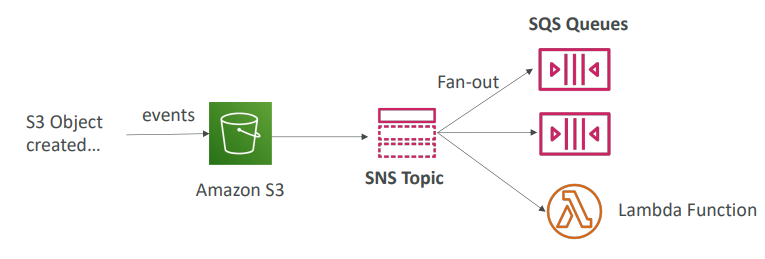 SQS Queues
Fan-out
events
S3 Object
created...
Amazon S3
SNS Topic
Lambda Function